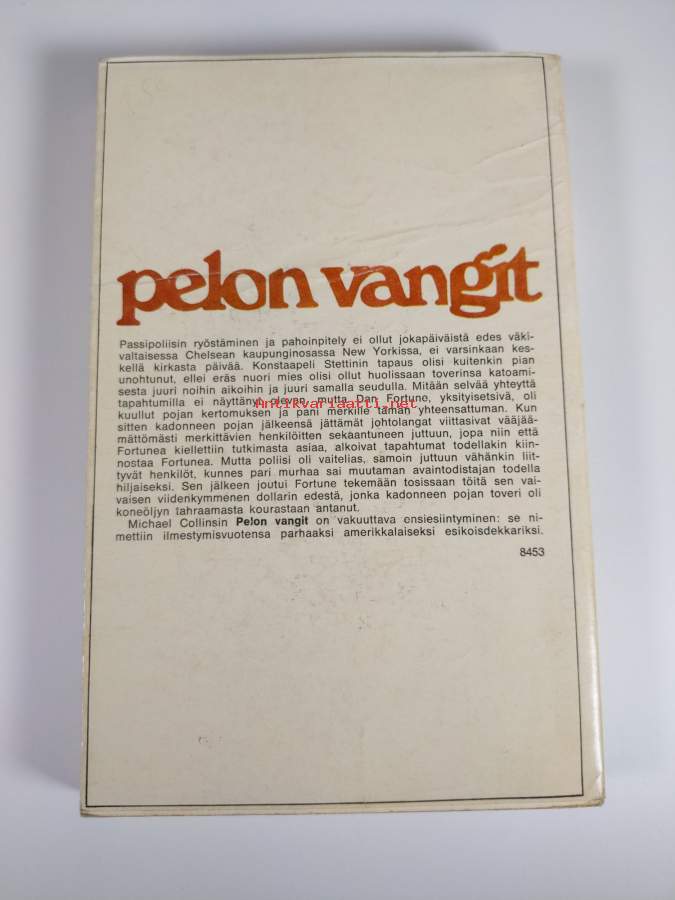 pelon vangit
Passipoliisin ryöstäminen ja pahoinpitely ei ollut jokapäiväistä edes väki-
valtaisessa Chelsean kaupunginosassa New Yorkissa, ei varsinkaan kes-
kellä kirkasta päivää. Konstaapeli Stettinin tapaus olisi kuitenkin pian
unohtunut, ellei eräs nuori mies olisi ollut huolissaan toverinsa katoami-
sesta juuri noihin aikoihin ja juuri samalla seudulla. Mitään selvää yhteyttä
tapahtumilla ei näyttänyt olevan, mutta Dan Fortune, yksityisetsivä, oli
Antikvariaatti.net
kuullut pojan kertomuksen ja pani merkille tämän yhteensattuman. Kun
sitten kadonneen pojan jälkeensä jättämät johtolangat viittasivat vääjää-
mättömästi merkittävien henkilöitten sekaantuneen juttuun, jopa niin että
Fortunea kiellettiin tutkimasta asiaa, alkoivat tapahtumat todellakin kiin-
nostaa Fortunea. Mutta poliisi oli vaitelias, samoin juttuun vähänkin liit-
tyvät henkilöt, kunnes pari murhaa sai muutaman avaintodistajan todella
hiljaiseksi. Sen jälkeen joutui Fortune tekemään tosissaan töitä sen vai-
vaisen viidenkymmenen dollarin edestä, jonka kadonneen pojan toveri oli
koneöljyn tahraamasta kourastaan antanut.
Michael Collinsin Pelon vangit on vakuuttava ensiesiintyminen: se ni-
mettiin ilmestymisvuotensa parhaaksi amerikkalaiseksi esikoisdekkariksi.
8453